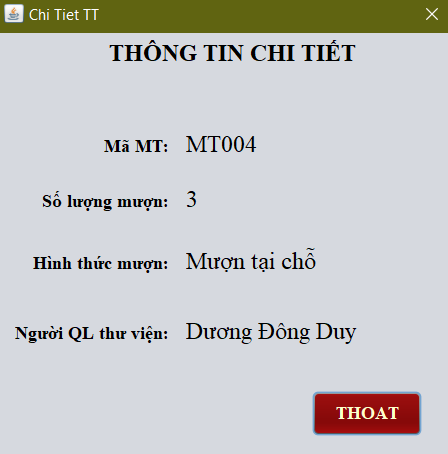 Chi Tiet TT
THÔNG TIN CHI TIẾT
Mã MT: MT004
Số lượng mượn: 3
Hình thức mượn: Mượn tại chỗ
Người QL thư viện: Dương Đông Duy
THOAT